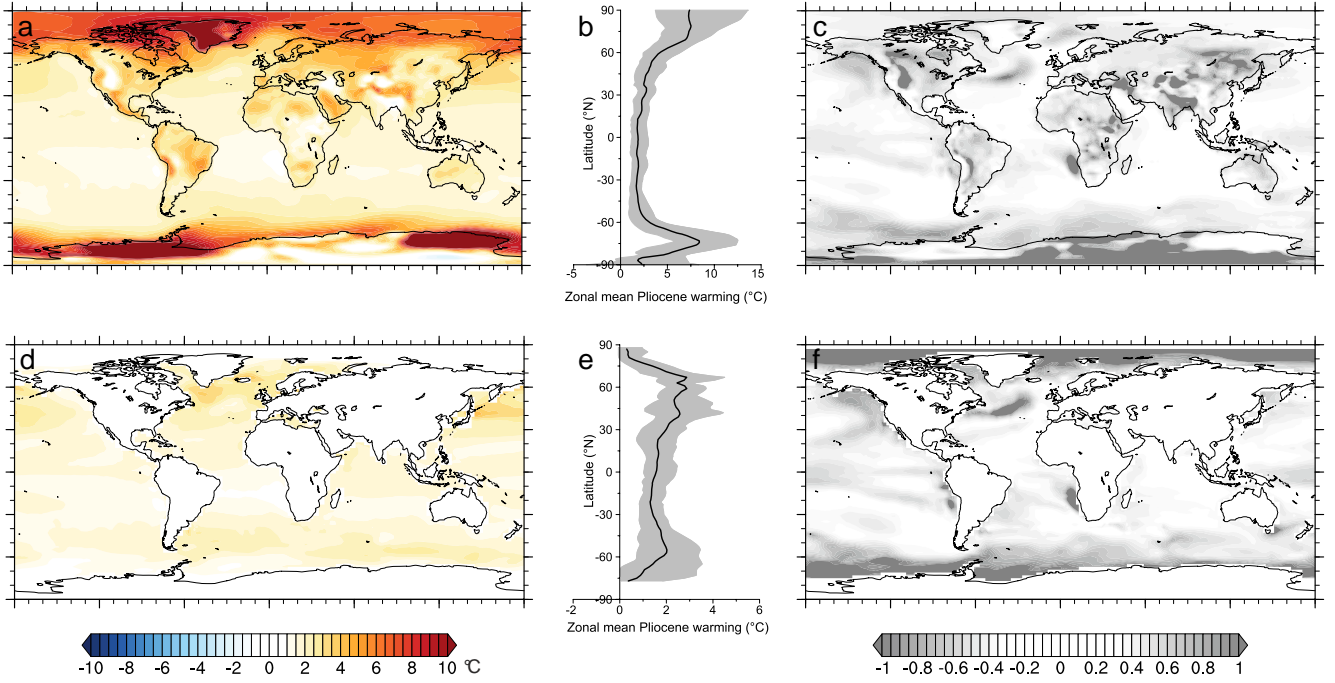 a
b
c
90
60
30
0
-30
-60
-90
Latitude (°N)
-5 0 5 10 15
Zonal mean Pliocene warming (°C)
d
e
f
90
60
30
0
-30
-60
-90
Latitude (°N)
-2 0 2 4 6
Zonal mean Pliocene warming (°C)
-10 -8 -6 -4 -2 0 2 4 6 8 10 °C
-1 -0.8 -0.6 -0.4 -0.2 0 0.2 0.4 0.6 0.8 1